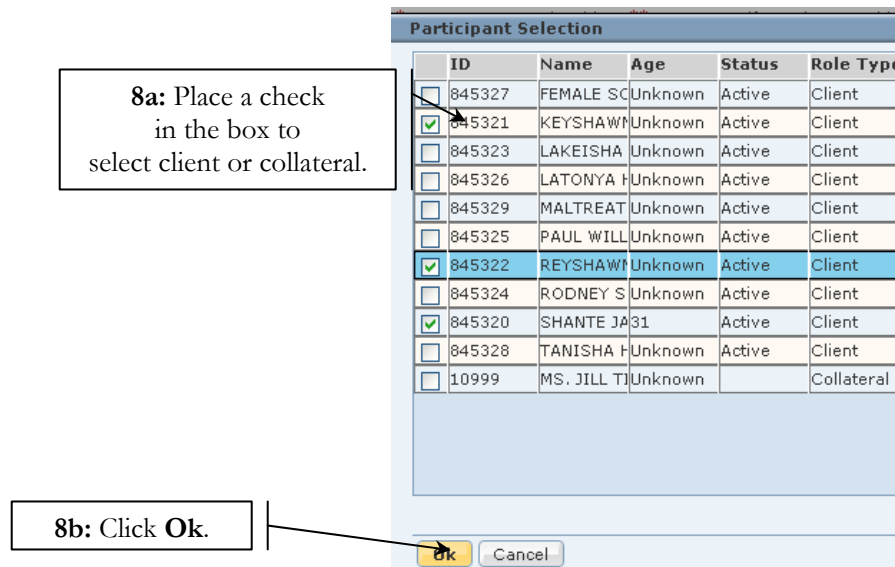 Participant Selection
ID Name Age Status Role Type
845327 FEMALE SC Unknown Active Client
845321 KEYSHAWN Unknown Active Client
845323 LAKEISHA Unknown Active Client
845326 LATONYA H Unknown Active Client
845329 MALTREAT Unknown Active Client
845325 PAUL WILL Unknown Active Client
845322 REYSHAWN Unknown Active Client
845324 RODNEY S Unknown Active Client
845320 SHANTE JA 31 Active Client
845328 TANISHA H Unknown Active Client
10999 MS. JILL TI Unknown Collateral
8a: Place a check
in the box to
select client or collateral.
8b: Click Ok.
Ok Cancel